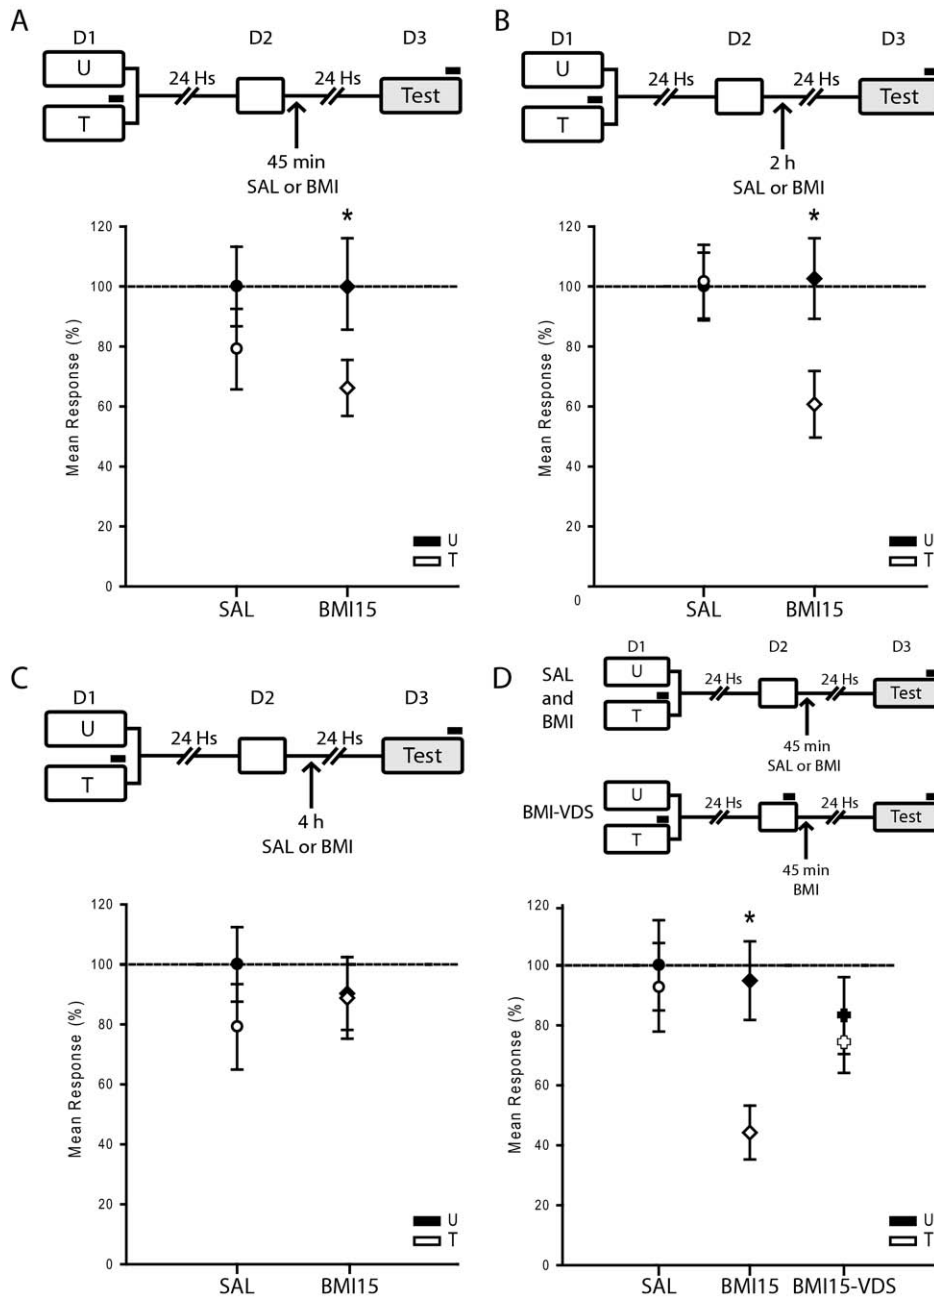 A
D1 D2 D3
U
24 Hs 24 Hs
Test
T
45 min
SAL or BMI
*
120
100
80
60
40
20
0
Mean Response (%)
U
T
SAL BMI15
B
D1 D2 D3
U
24 Hs 24 Hs
Test
T
2 h
SAL or BMI
*
120
100
80
60
40
20
0
Mean Response (%)
U
T
SAL BMI15
C
D1 D2 D3
U
24 Hs 24 Hs
Test
T
4 h
SAL or BMI
120
100
80
60
40
20
0
Mean Response (%)
U
T
SAL BMI15
D
SAL
and
BMI
D1 D2 D3
U
24 Hs 24 Hs
Test
T
45 min
SAL or BMI
BMI-VDS
U
24 Hs 24 Hs
Test
T
45 min
BMI
*
120
100
80
60
40
20
0
Mean Response (%)
U
T
SAL BMI15 BMI15-VDS